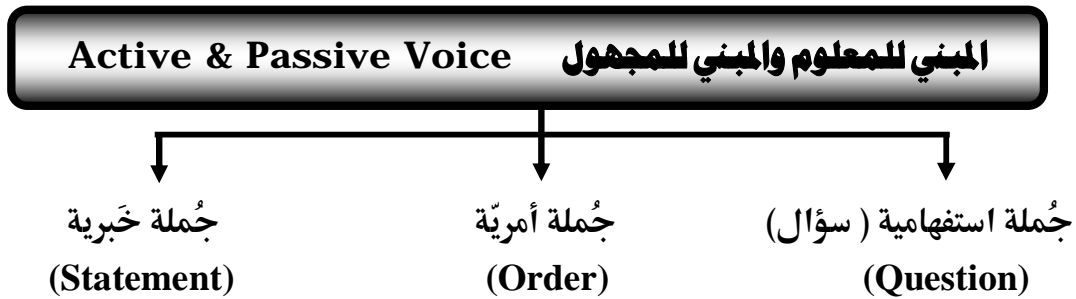 Active & Passive Voice المبني للمعلوم والمبني للمجهول
جُملة خَبرية
(Statement)
جُملة أمريّة
(Order)
جُملة استفهامية ( سؤال)
(Question)